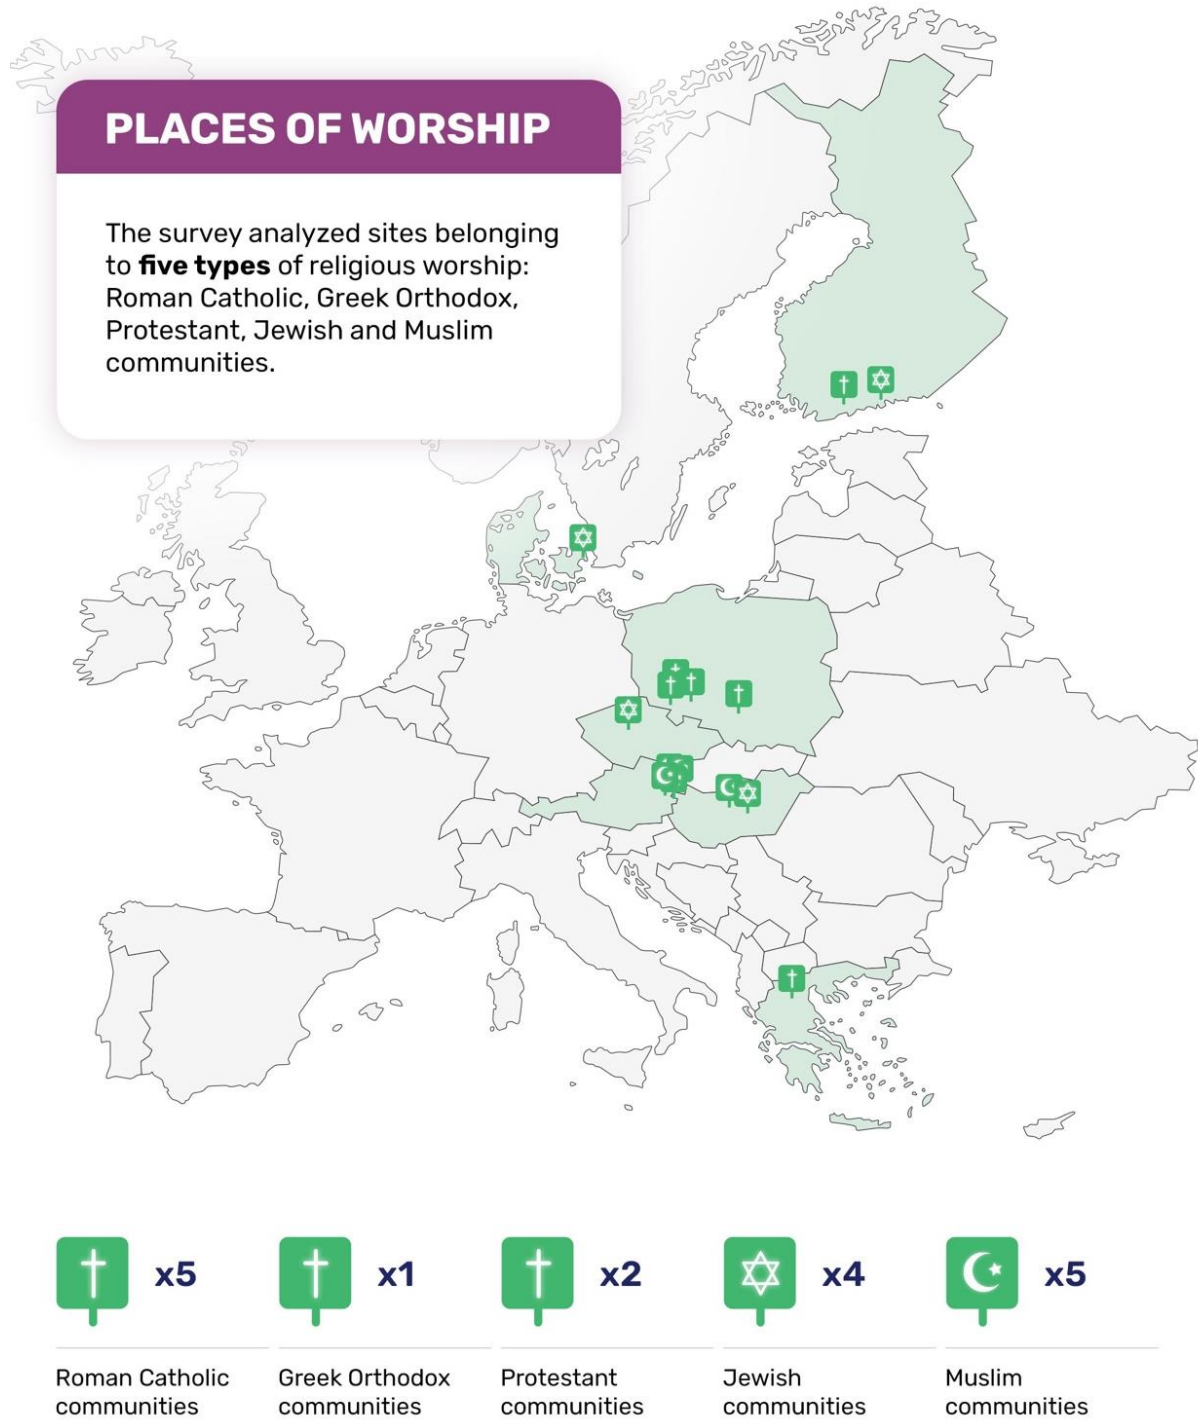 PLACES OF WORSHIP
The survey analyzed sites belonging
to five types of religious worship:
Roman Catholic, Greek Orthodox,
Protestant, Jewish and Muslim
communities.
x5
x1
x2
x4
x5
Roman Catholic
communities
Greek Orthodox
communities
Protestant
communities
Jewish
communities
Muslim
communities